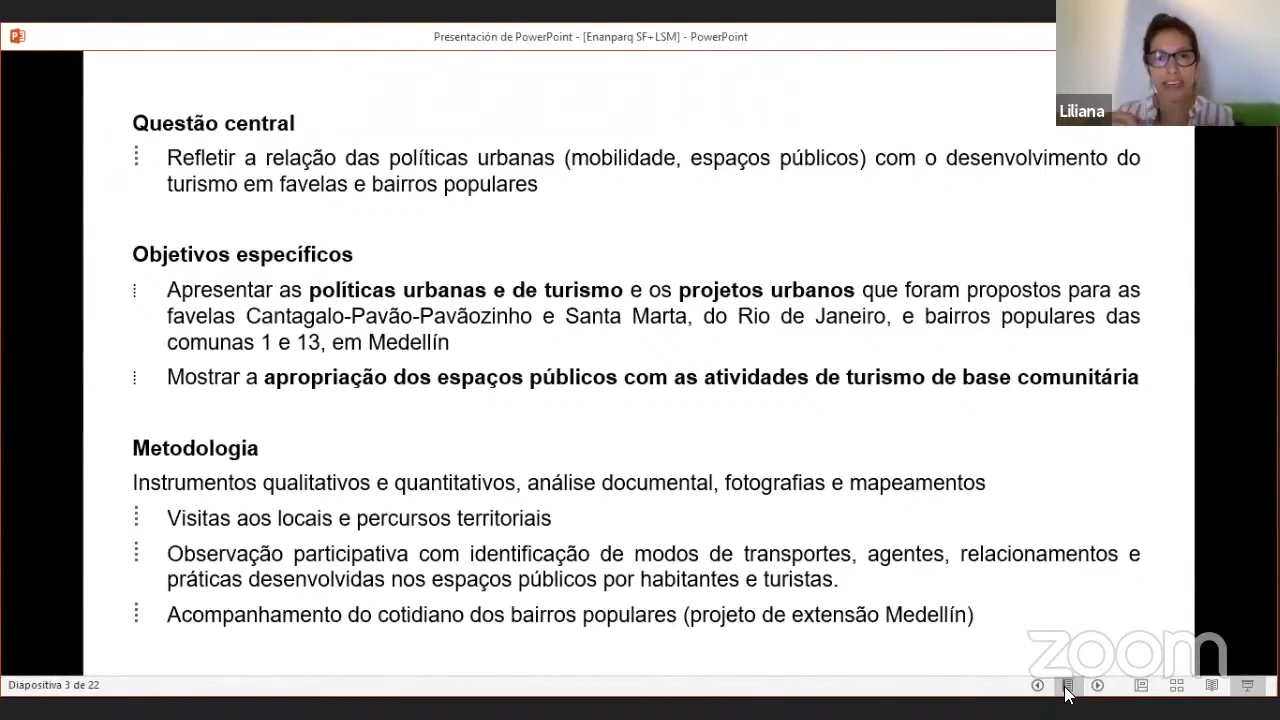 Presentación de PowerPoint - [Enanparq SF+LSM] - PowerPoint
Liliana
Questão central
Refletir a relação das políticas urbanas (mobilidade, espaços públicos) com o desenvolvimento do
turismo em favelas e bairros populares
Objetivos específicos
Apresentar as políticas urbanas e de turismo e os projetos urbanos que foram propostos para as
favelas Cantagalo-Pavão-Pavãozinho e Santa Marta, do Rio de Janeiro, e bairros populares das
comunas 1 e 13, em Medellín
Mostrar a apropriação dos espaços públicos com as atividades de turismo de base comunitária
Metodologia
Instrumentos qualitativos e quantitativos, análise documental, fotografias e mapeamentos
Visitas aos locais e percursos territoriais
Observação participativa com identificação de modos de transportes, agentes, relacionamentos e
práticas desenvolvidas nos espaços públicos por habitantes e turistas.
Acompanhamento do cotidiano dos bairros populares (projeto de extensão Medellín)
zoom
Diapositiva 3 de 22